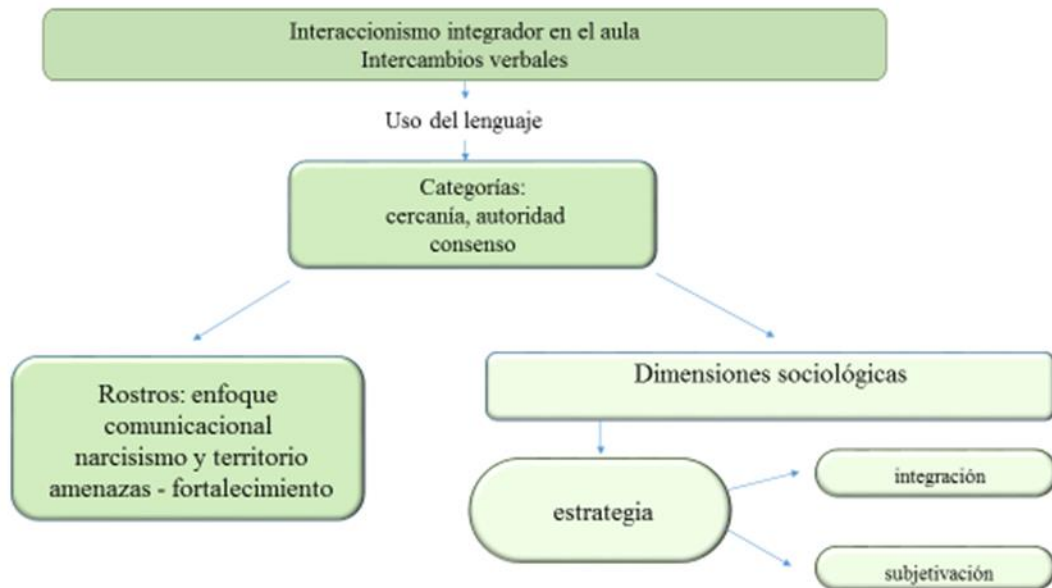 Interaccionismo integrador en el aula
Intercambios verbales
Uso del lenguaje
Categorías:
cercanía, autoridad
consenso
Rostros: enfoque
comunicacional
narcisismo y territorio
amenazas - fortalecimiento
Dimensiones sociológicas
estrategia
integración
subjetivación